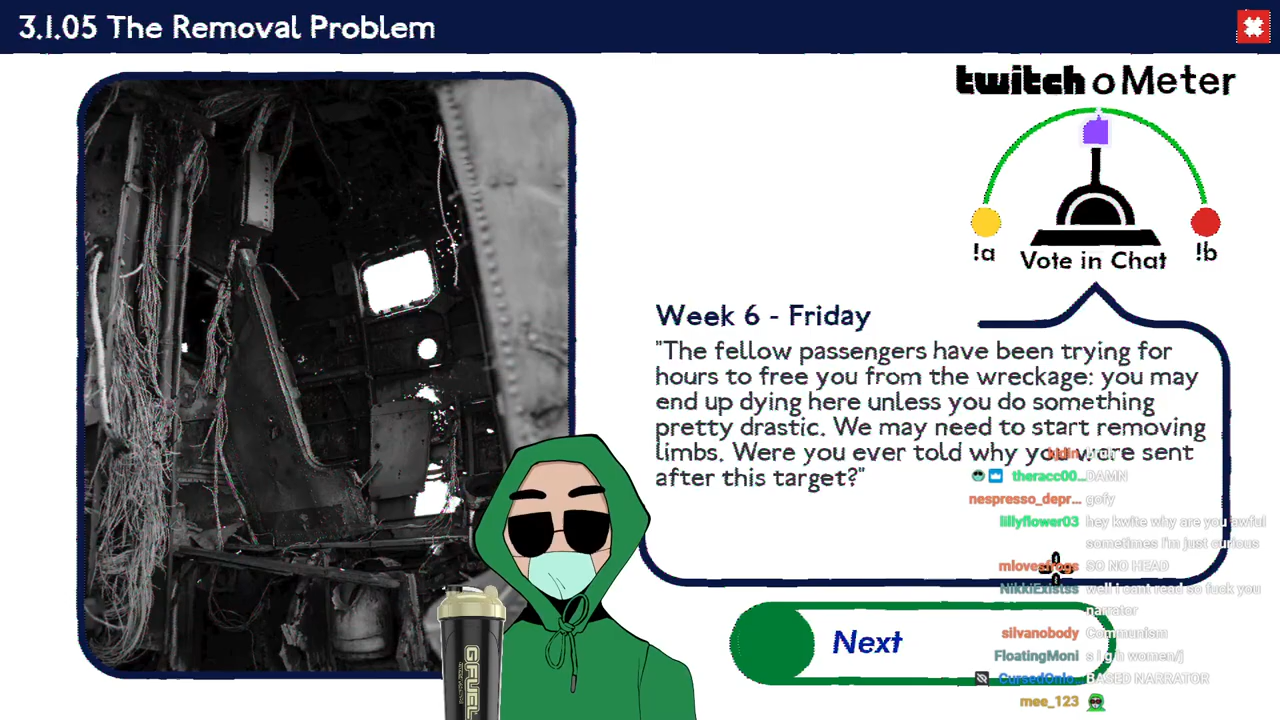 3.1.05 The Removal Problem
twitch o Meter
!a
!b
Vote in Chat
Week 6 - Friday
"The fellow passengers have been trying for
hours to free you from the wreckage: you may
end up dying here unless you do something
pretty drastic. We may need to start removing
limbs. Were you ever told why you were sent
after this target?"
Next
theracc00... DAMN
nespresso_depr... gofy
lillyflower03 hey kwite why are you awful
sometimes I'm just curious
mlovesfrogs SO NO HEAD
NikkiExistss well i cant read so fuck you
narrator
silvanobody Communism
FloatingMoni s i g h women/j
CursedOnio... BASED NARRATOR
mee_123
GFUEL